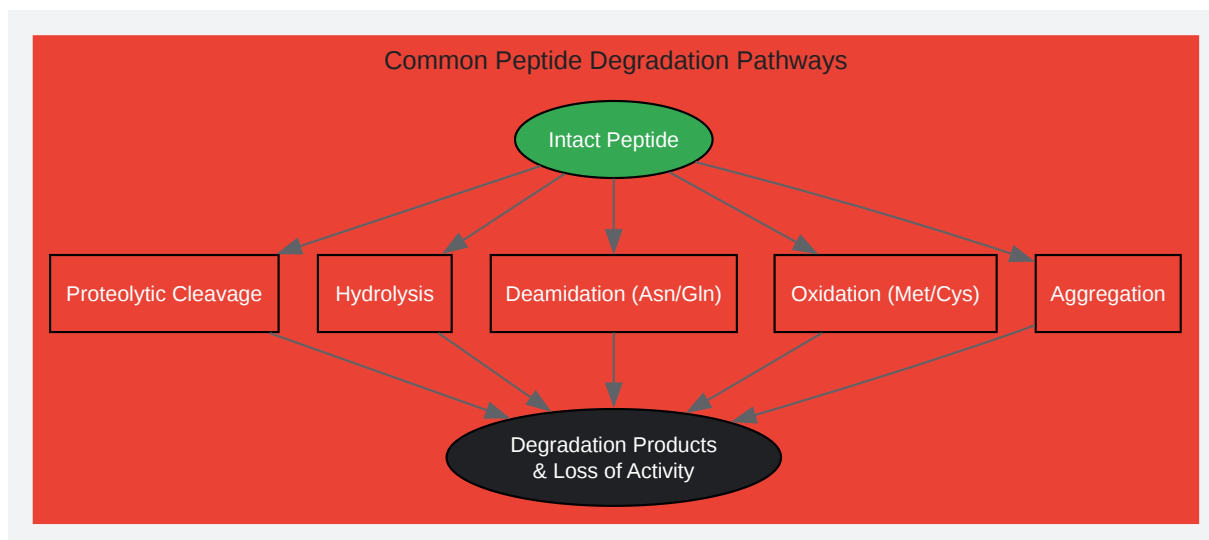 Common Peptide Degradation Pathways
Intact Peptide
Proteolytic Cleavage
Hydrolysis
Deamidation (Asn/Gln)
Oxidation (Met/Cys)
Aggregation
Degradation Products
& Loss of Activity